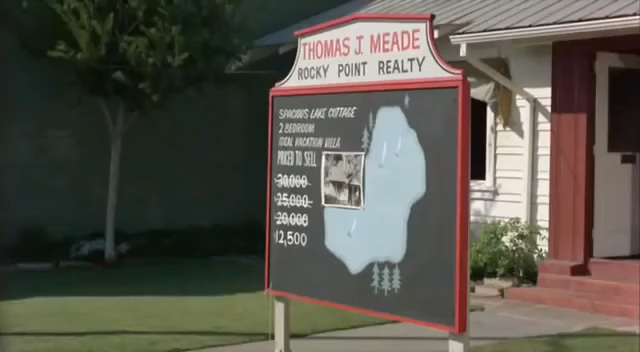 THOMAS J. MEADE
ROCKY POINT REALTY
SPACIOUS LAKE COTTAGE
2 BEDROOM
IDEAL VACATION VILLA
PRICED TO SELL
30,000
25,000
20,000
12,500